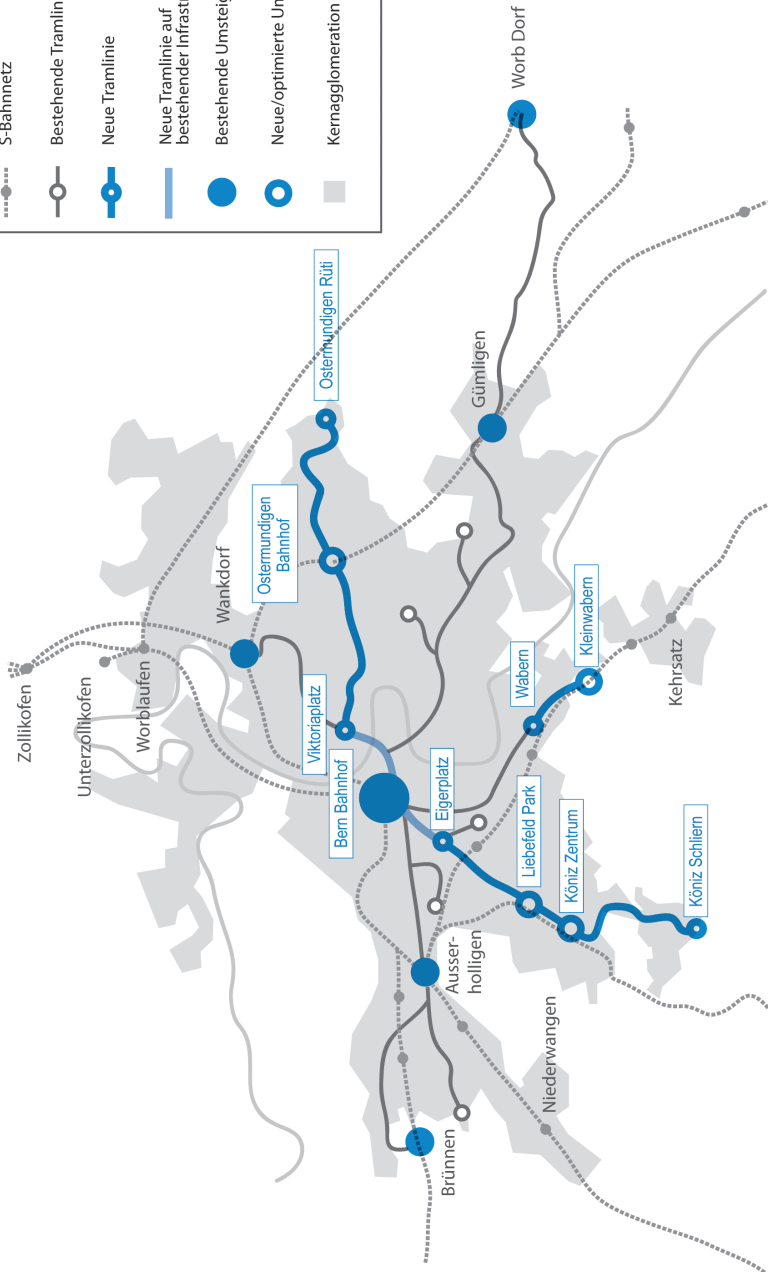 S-Bahnnetz
Bestehende Tramlin
Neue Tramlinie
Neue Tramlinie auf
bestehender Infrastr
Bestehende Umsteig
Neue/optimierte
Kernagglomeration
Zollikofen
Unterzollikofen
Worblaufen
Wankdorf
Ostermundigen
Bahnhof
Ostermundigen Rüti
Viktoriaplatz
Bern Bahnhof
Eigerplatz
Brünnen
Ausser-
holligen
Gümligen
Worb Dorf
Wabern
Liebefeld Park
Niederwangen
Köniz Zentrum
Kleinwabern
Kehrsatz
Köniz Schliern